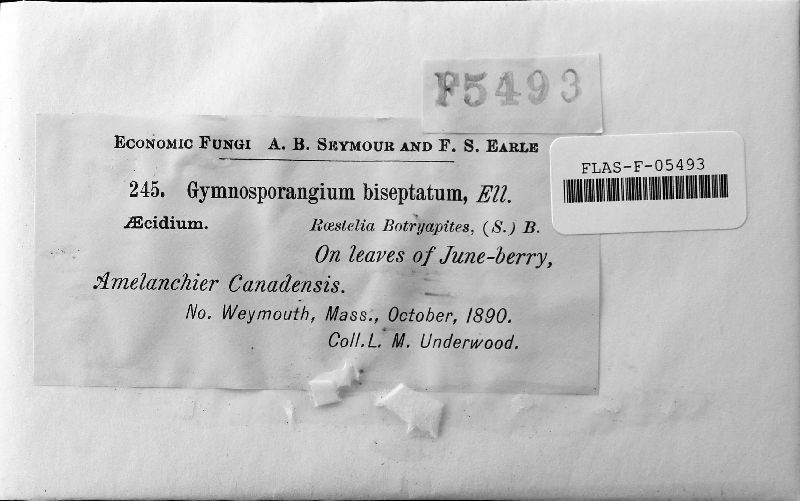 F5493
ECONOMIC FUNGI A. B. SEYMOUR AND F. S. EARLE
FLAS-F-05493
245. Gymnosporangium biseptatum, Ell.
Æcidium. Rœstelia Botryapites, (S.) B.
On leaves of June-berry,
Amelanchier Canadensis.
No. Weymouth, Mass., October, 1890.
Coll. L. M. Underwood.